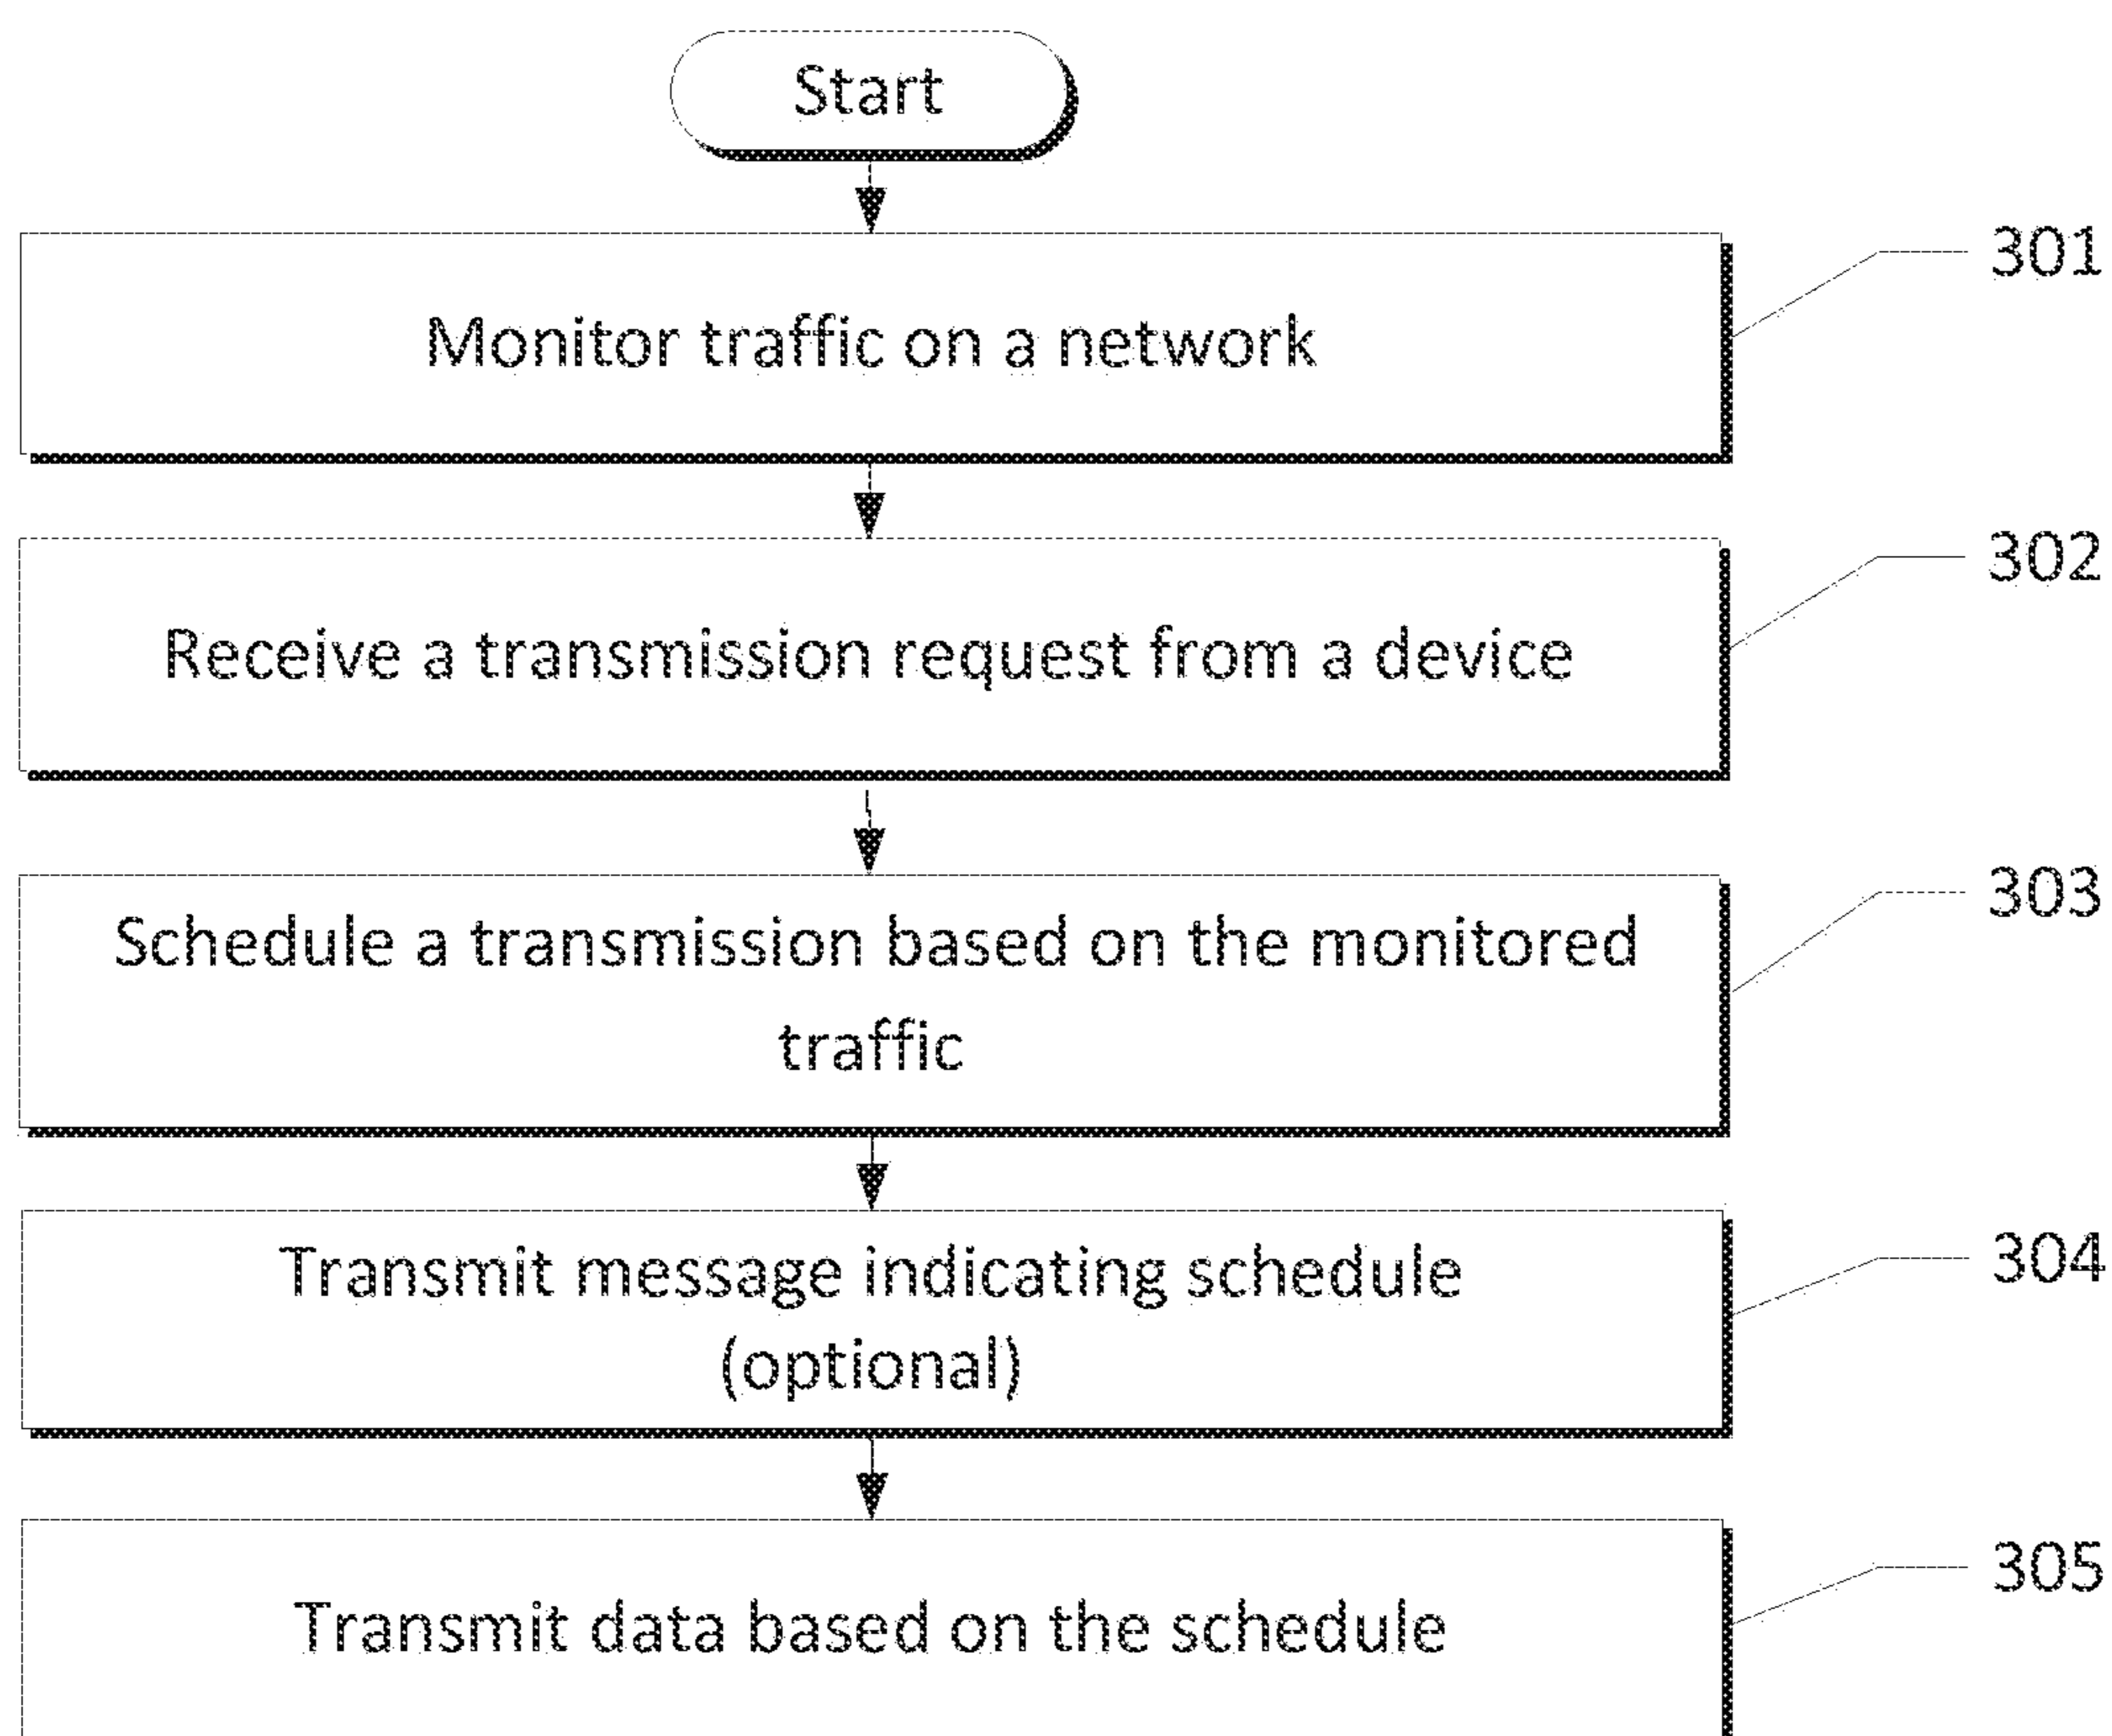 Start
301
Monitor traffic on a network
302
Receive a transmission request from a device
303
Schedule a transmission based on the monitored
traffic
304
Transmit message indicating schedule
(optional)
305
Transmit data based on the schedule